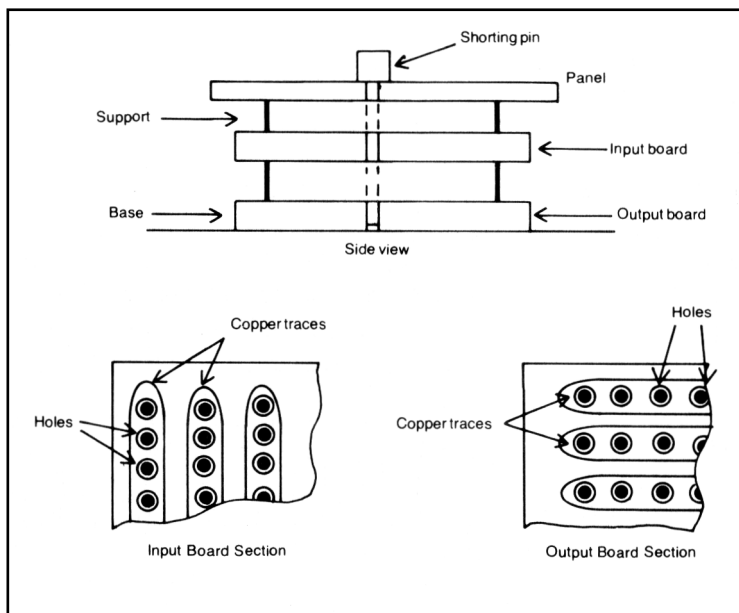 Shorting pin
Panel
Support
Input board
Base
Output board
Side view
Holes
Copper traces
Holes
Copper traces
Input Board Section
Output Board Section